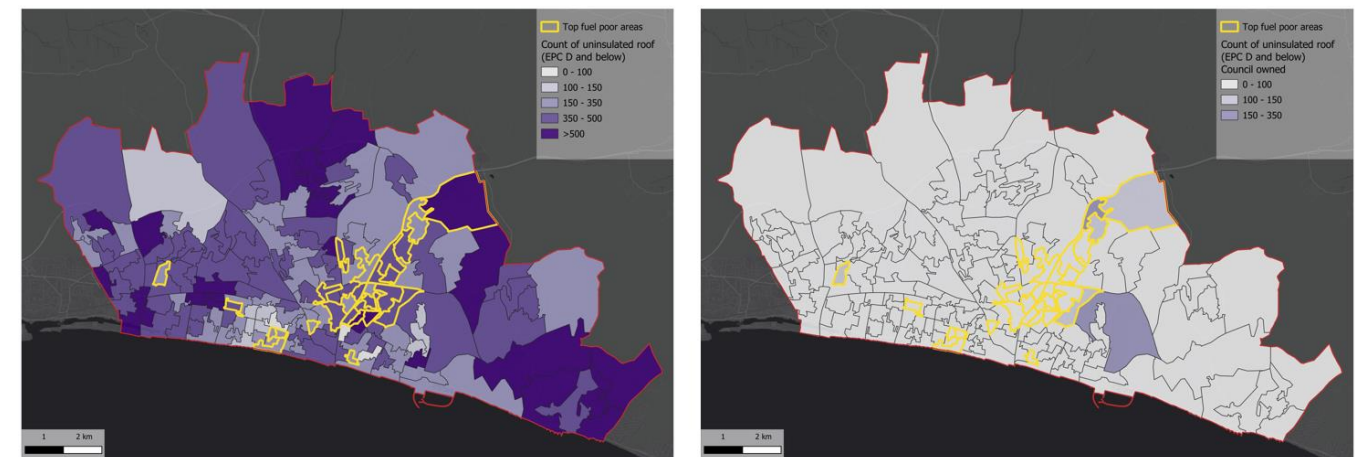 Top fuel poor areas
Count of uninsulated roof
(EPC D and below)
0 - 100
100 - 150
150 - 350
350 - 500
>500
1 2 km
Top fuel poor areas
Count of uninsulated roof
(EPC D and below)
Council owned
0 - 100
100 - 150
150 - 350
1 2 km